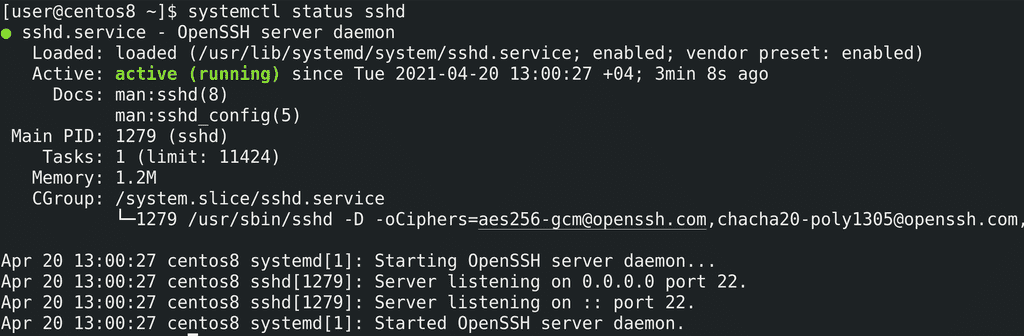 [user@centos8 ~]$ systemctl status sshd
● sshd.service - OpenSSH server daemon
   Loaded: loaded (/usr/lib/systemd/system/sshd.service; enabled; vendor preset: enabled)
   Active: active (running) since Tue 2021-04-20 13:00:27 +04; 3min 8s ago
     Docs: man:sshd(8)
           man:sshd_config(5)
 Main PID: 1279 (sshd)
    Tasks: 1 (limit: 11424)
   Memory: 1.2M
   CGroup: /system.slice/sshd.service
           └─1279 /usr/sbin/sshd -D -oCiphers=aes256-gcm@openssh.com,chacha20-poly1305@openssh.com,
Apr 20 13:00:27 centos8 systemd[1]: Starting OpenSSH server daemon...
Apr 20 13:00:27 centos8 sshd[1279]: Server listening on 0.0.0.0 port 22.
Apr 20 13:00:27 centos8 sshd[1279]: Server listening on :: port 22.
Apr 20 13:00:27 centos8 systemd[1]: Started OpenSSH server daemon.